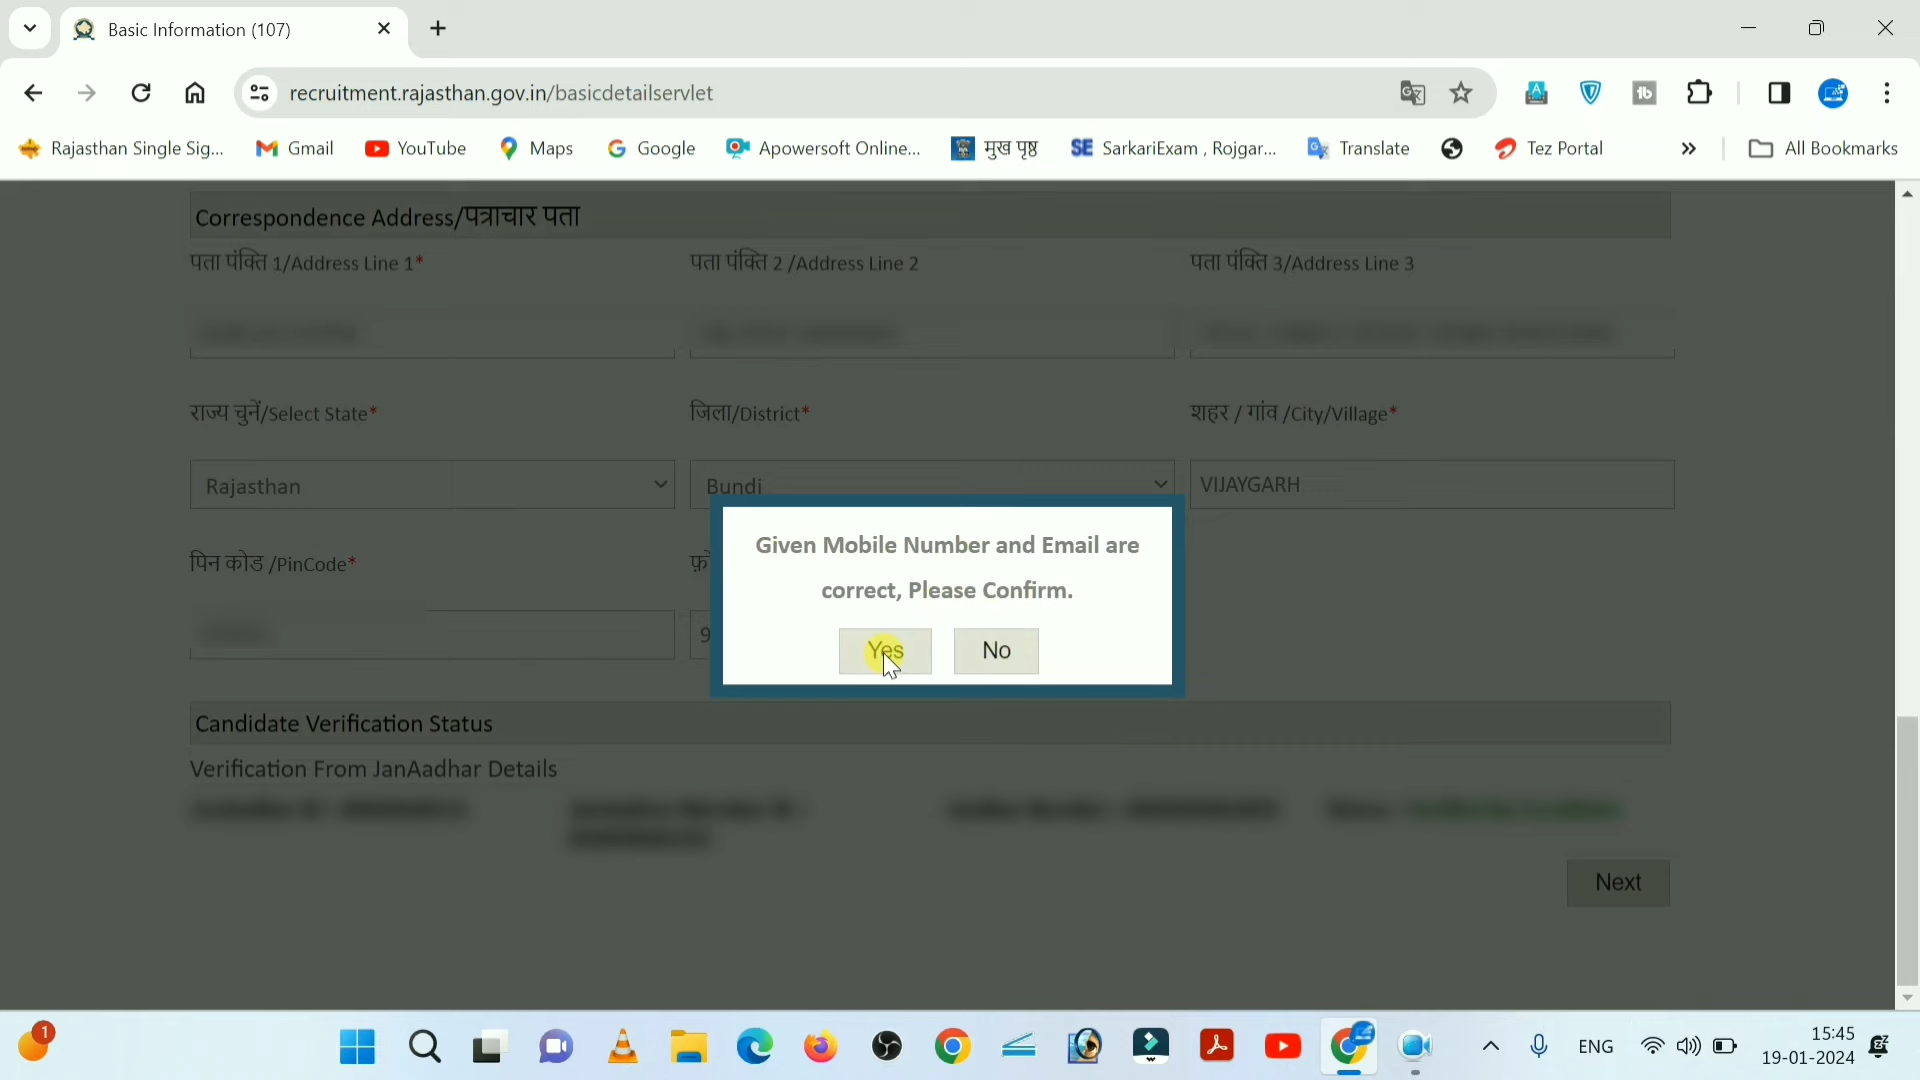 Basic Information (107)
recruitment.rajasthan.gov.in/basicdetailservlet
Rajasthan Single Sig... Gmail YouTube Maps Google Apowersoft Online... मुख पृष्ठ SE SarkariExam , Rojgar... Translate Tez Portal » All Bookmarks
Correspondence Address/पत्राचार पता
पता पंक्ति 1/Address Line 1* पता पंक्ति 2 /Address Line 2 पता पंक्ति 3/Address Line 3
राज्य चुनें/Select State* जिला/District* शहर / गांव /City/Village*
Rajasthan Bundi VIJAYGARH
Given Mobile Number and Email are
correct, Please Confirm.
पिन कोड /PinCode*
9
Yes No
Candidate Verification Status
Verification From JanAadhar Details
Next
1
ENG
15:45
19-01-2024